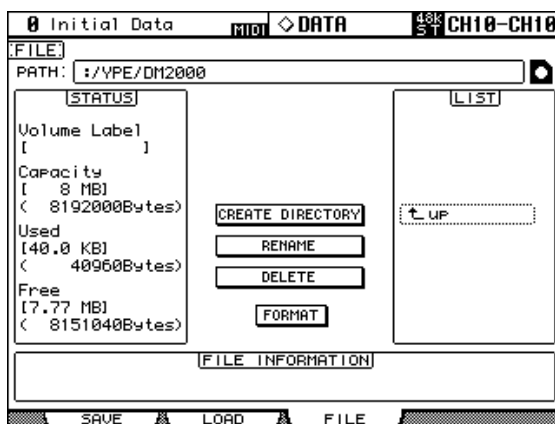 0 Initial Data MIDI ◇DATA 48k ST CH10-CH10
FILE
PATH: :/YPE/DM2000
STATUS
Volume Label
[ ]
Capacity
[ 8 MB]
( 8192000Bytes)
Used
[40.0 KB]
( 40960Bytes)
Free
[7.77 MB]
( 8151040Bytes)
CREATE DIRECTORY
RENAME
DELETE
FORMAT
LIST
UP
FILE INFORMATION
SAVE LOAD FILE